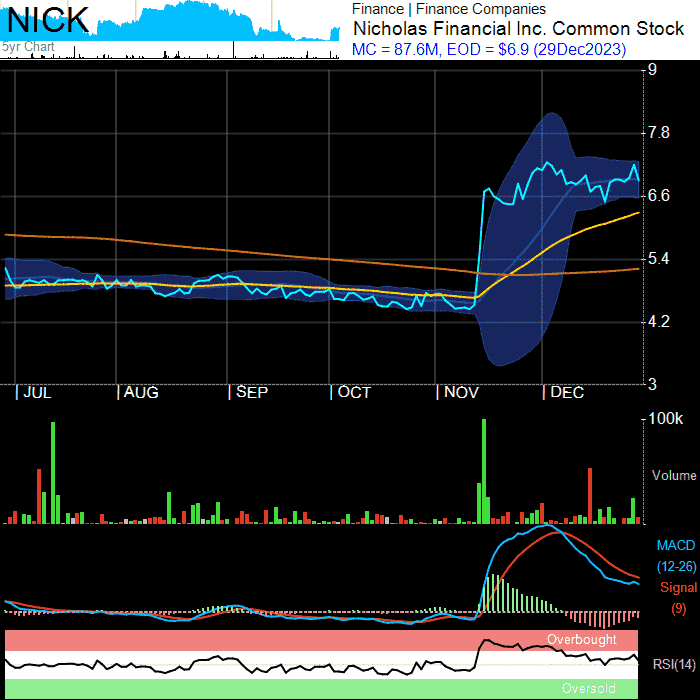 NICK
5yr Chart
Finance | Finance Companies
Nicholas Financial Inc. Common Stock
MC = 87.6M, EOD = $6.9 (29Dec2023)
9
7.8
6.6
5.4
4.2
3
JUL AUG SEP OCT NOV DEC
100k
Volume
MACD
(12-26)
Signal
(9)
Overbought
RSI(14)
Oversold